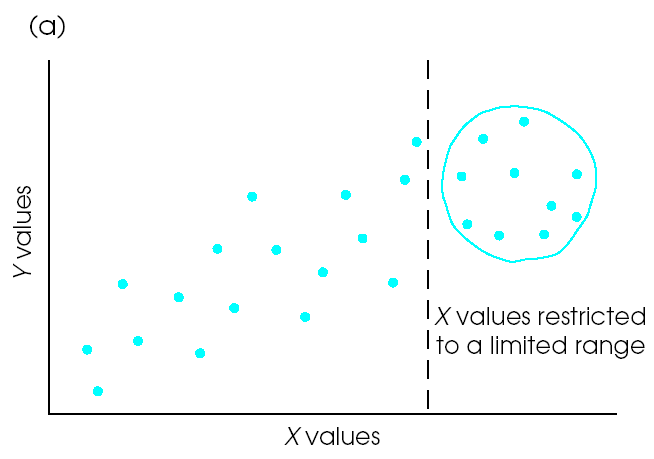 (a)
Y values
X values restricted
to a limited range
X values